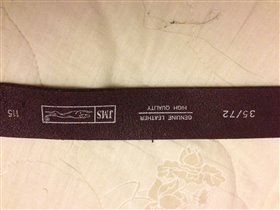 35/72
GENUINE LEATHER
HIGH QUALITY
JMS
115